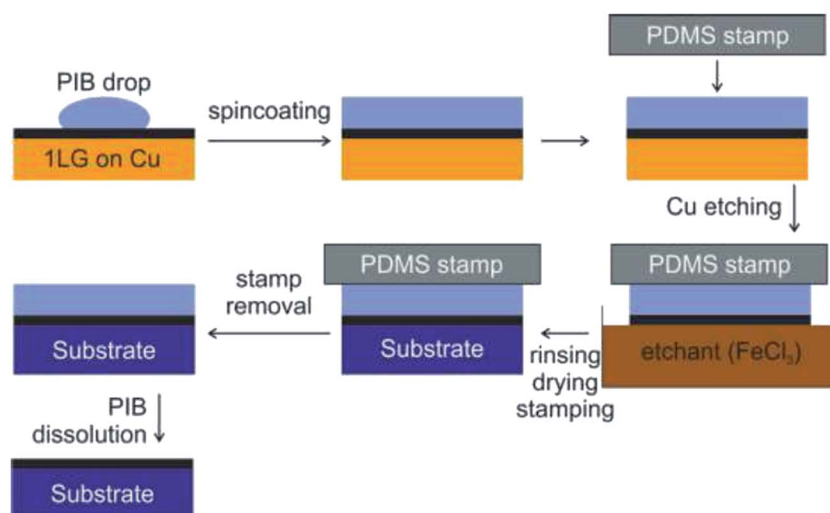 PDMS stamp
PIB drop
spincoating
1LG on Cu
Cu etching
PDMS stamp
PDMS stamp
stamp
removal
Substrate
Substrate
etchant (FeCl₃)
rinsing
drying
stamping
PIB
dissolution
Substrate